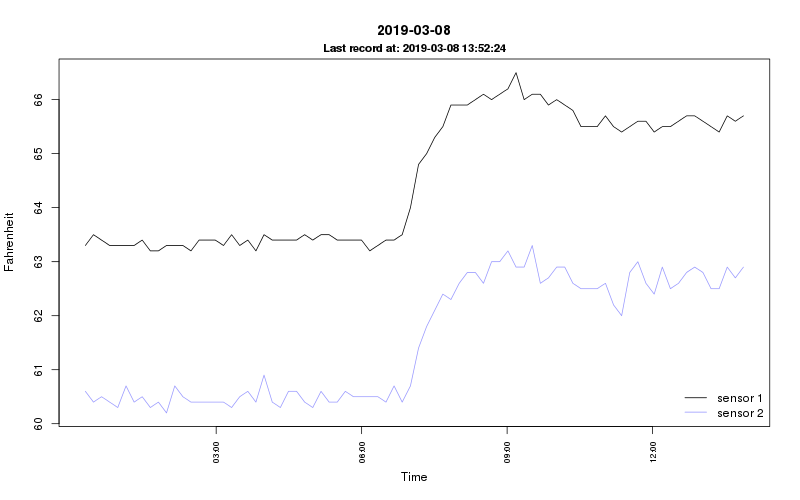 2019-03-08
Last record at: 2019-03-08 13:52:24
Fahrenheit
66
65
64
63
62
61
60
sensor 1
sensor 2
03:00
06:00
09:00
12:00
Time